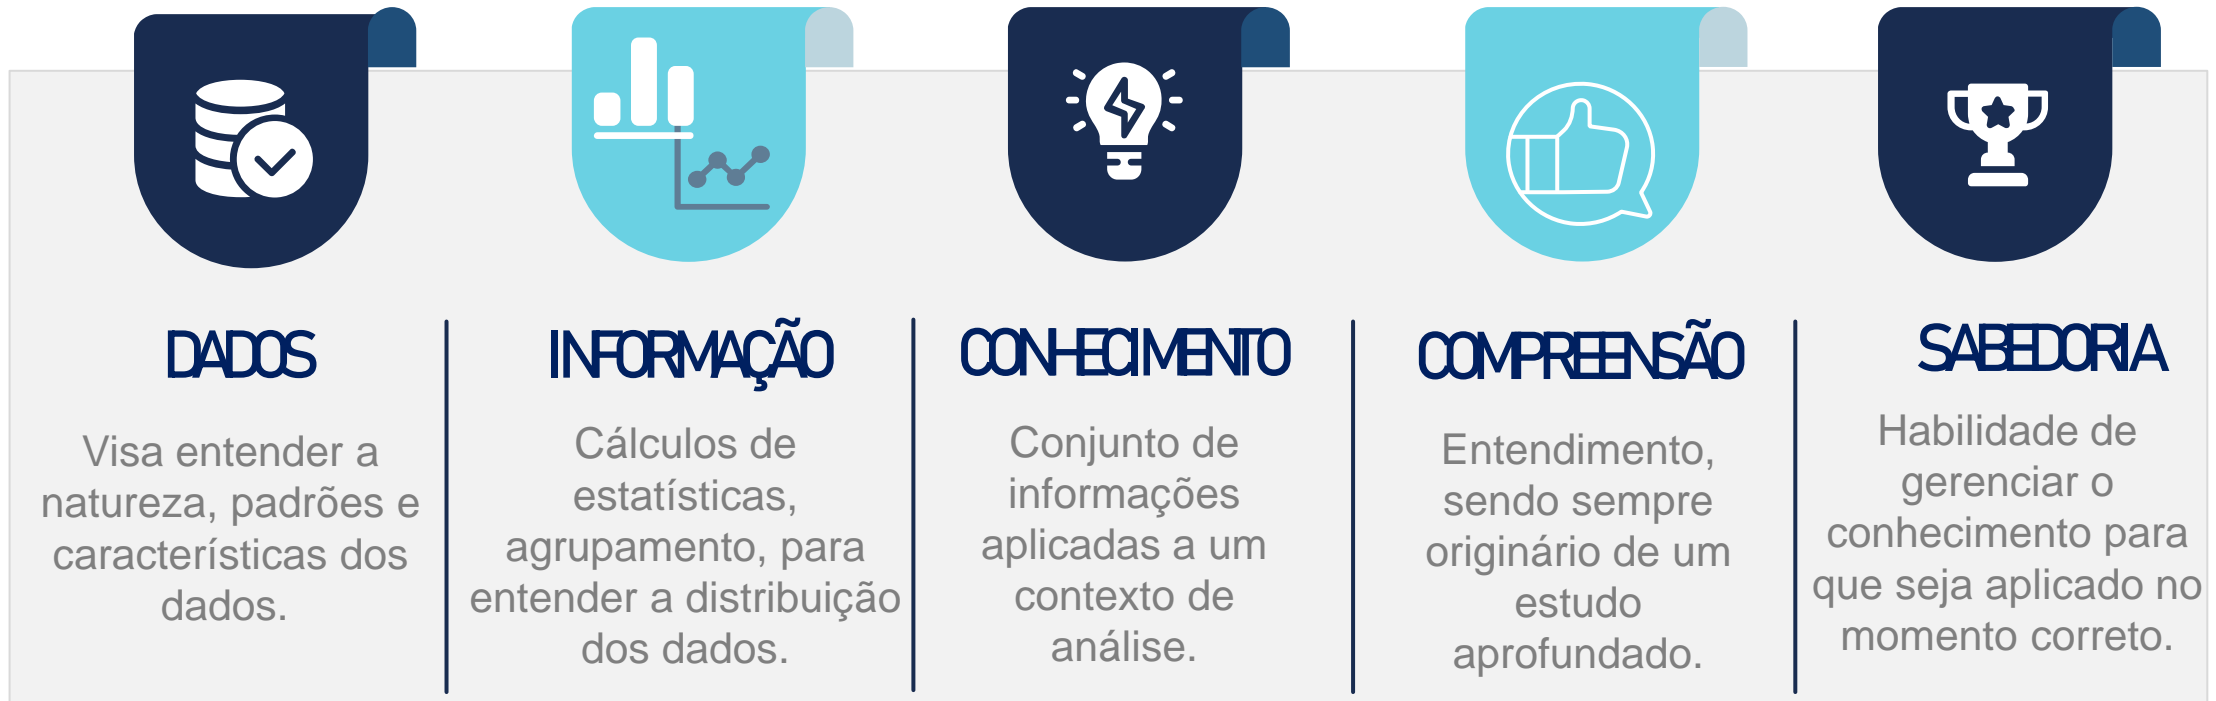 DADOS
Visa entender a
natureza, padrões e
características dos
dados.
INFORMAÇÃO
Cálculos de
estatísticas,
agrupamento, para
entender a distribuição
dos dados.
CONHECIMENTO
Conjunto de
informações
aplicadas a um
contexto de
análise.
COMPREENSÃO
Entendimento,
sendo sempre
originário de um
estudo
aprofundado.
SABEDORIA
Habilidade de
gerenciar o
conhecimento para
que seja aplicado no
momento correto.